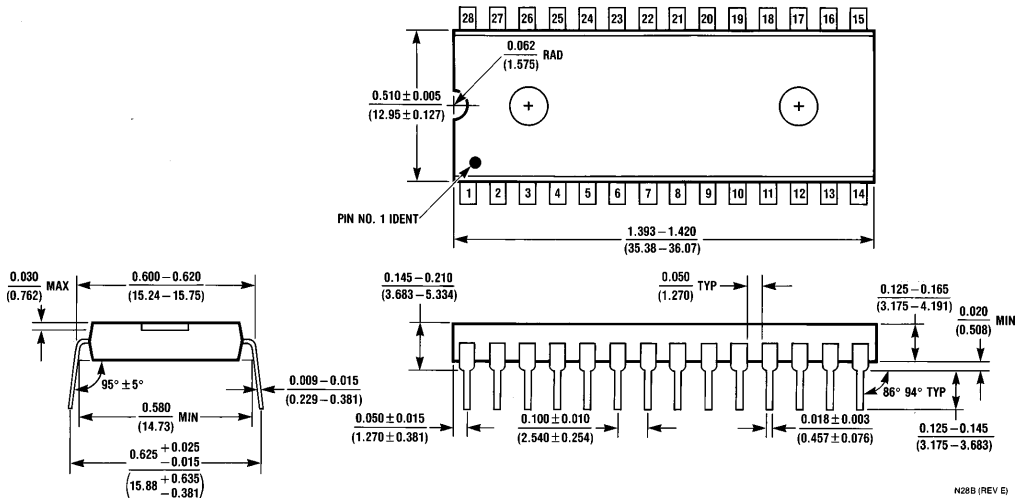 28 27 26 25 24 23 22 21 20 19 18 17 16 15
0.062
(1.575)
RAD
0.510 ± 0.005
(12.95 ± 0.127)
1 2 3 4 5 6 7 8 9 10 11 12 13 14
PIN NO. 1 IDENT
1.393 – 1.420
(35.38 – 36.07)
0.030
(0.762)
MAX
0.600 – 0.620
(15.24 – 15.75)
0.145 – 0.210
(3.683 – 5.334)
0.050
(1.270)
TYP
0.125 – 0.165
(3.175 – 4.191)
0.020
(0.508)
MIN
95° ± 5°
0.009 – 0.015
(0.229 – 0.381)
86° 94° TYP
0.580
(14.73)
MIN
0.050 ± 0.015
(1.270 ± 0.381)
0.100 ± 0.010
(2.540 ± 0.254)
0.018 ± 0.003
(0.457 ± 0.076)
0.125 – 0.145
(3.175 – 3.683)
0.625 + 0.025
– 0.015
(15.88 + 0.635
– 0.381)
N28B (REV E)